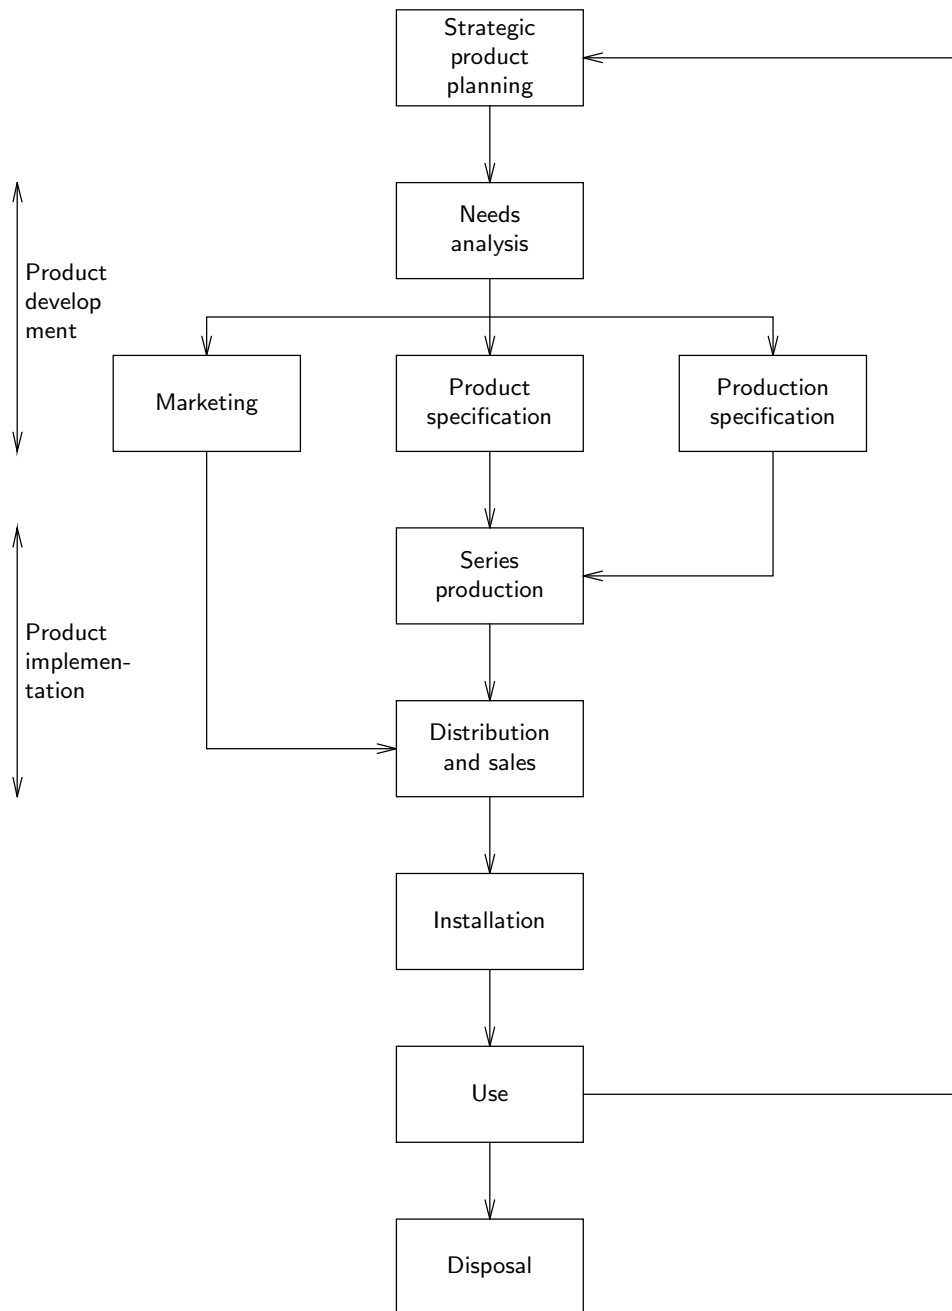 Strategic
product
planning
Needs
analysis
Product
develop
ment
Marketing
Product
specification
Production
specification
Series
production
Product
implemen-
tation
Distribution
and sales
Installation
Use
Disposal